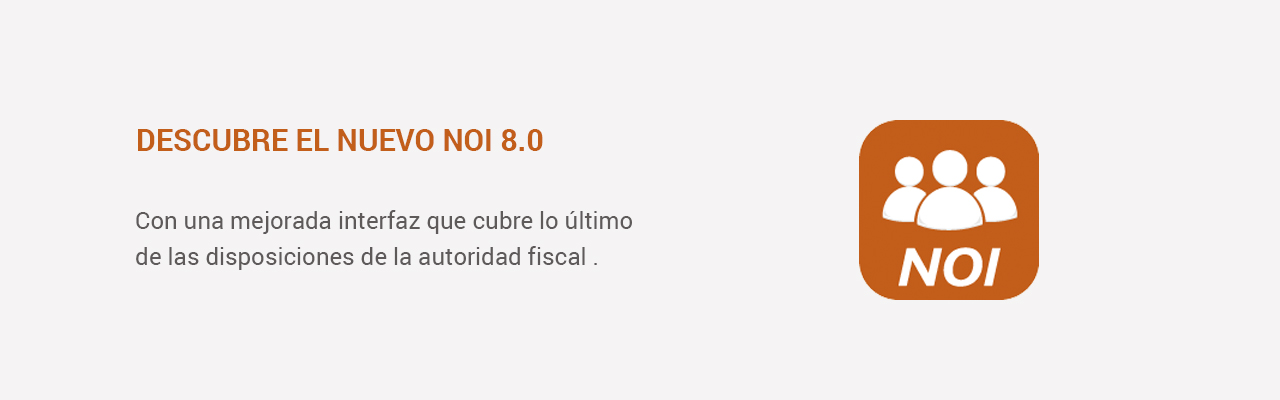 DESCUBRE EL NUEVO NOI 8.0
Con una mejorada interfaz que cubre lo último
de las disposiciones de la autoridad fiscal .
NOI